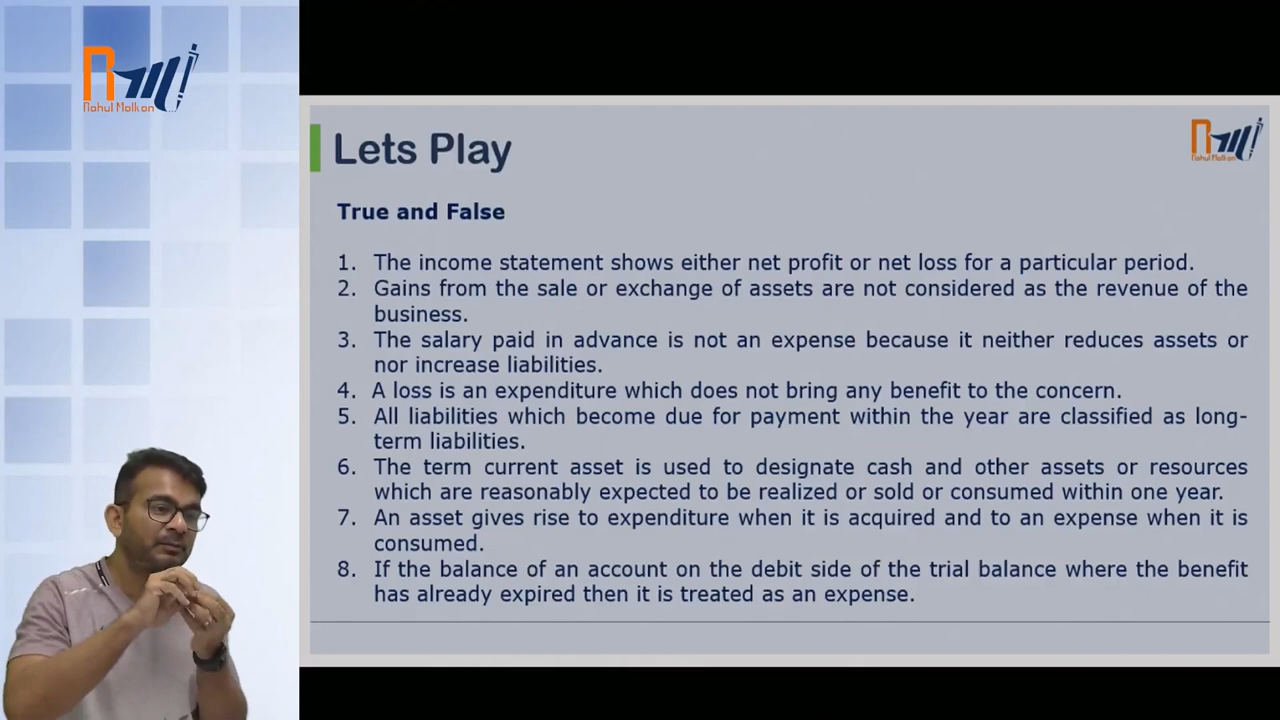 Rahul Malkan
Rahul Malkan
Lets Play
True and False
1. The income statement shows either net profit or net loss for a particular period.
2. Gains from the sale or exchange of assets are not considered as the revenue of the
business.
3. The salary paid in advance is not an expense because it neither reduces assets or
nor increase liabilities.
4. A loss is an expenditure which does not bring any benefit to the concern.
5. All liabilities which become due for payment within the year are classified as long-
term liabilities.
6. The term current asset is used to designate cash and other assets or resources
which are reasonably expected to be realized or sold or consumed within one year.
7. An asset gives rise to expenditure when it is acquired and to an expense when it is
consumed.
8. If the balance of an account on the debit side of the trial balance where the benefit
has already expired then it is treated as an expense.